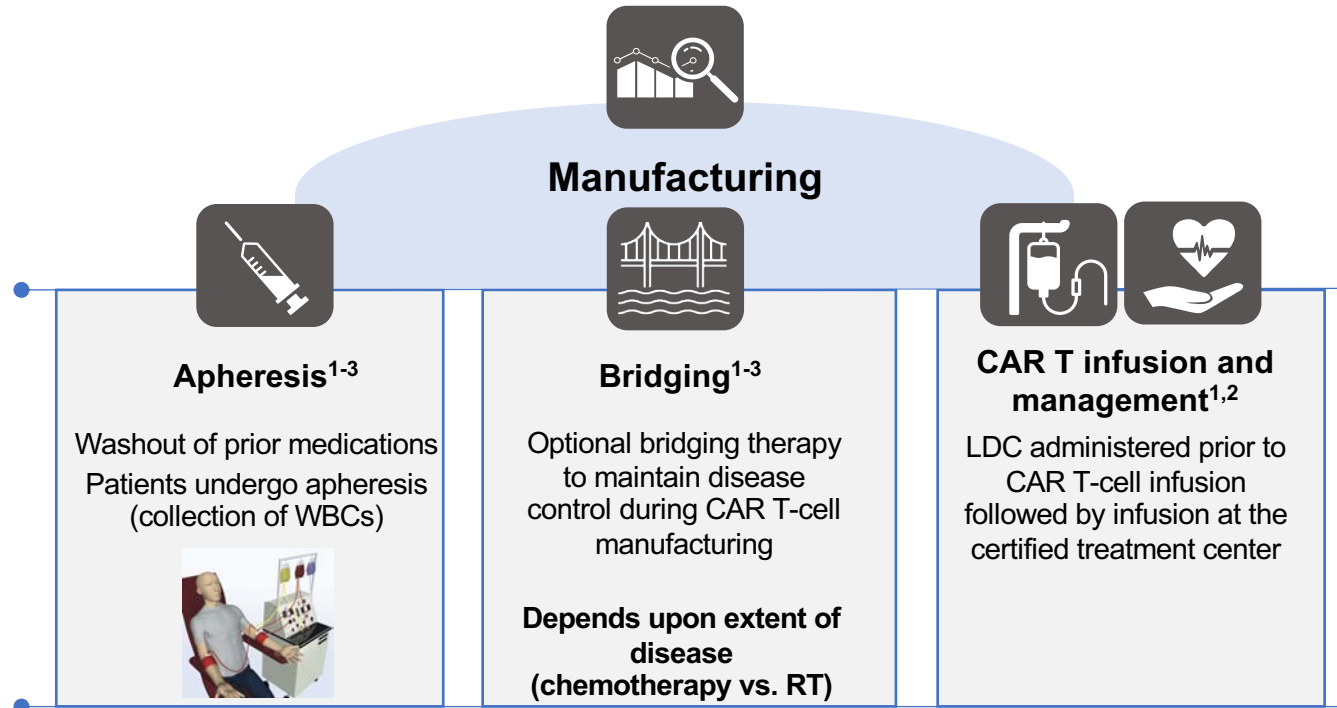 Manufacturing
Apheresis1-3
Washout of prior medications
Patients undergo apheresis
(collection of WBCs)
Bridging1-3
Optional bridging therapy
to maintain disease
control during CAR T-cell
manufacturing
Depends upon extent of
disease
(chemotherapy vs. RT)
CAR T infusion and
management1,2
LDC administered prior to
CAR T-cell infusion
followed by infusion at the
certified treatment center